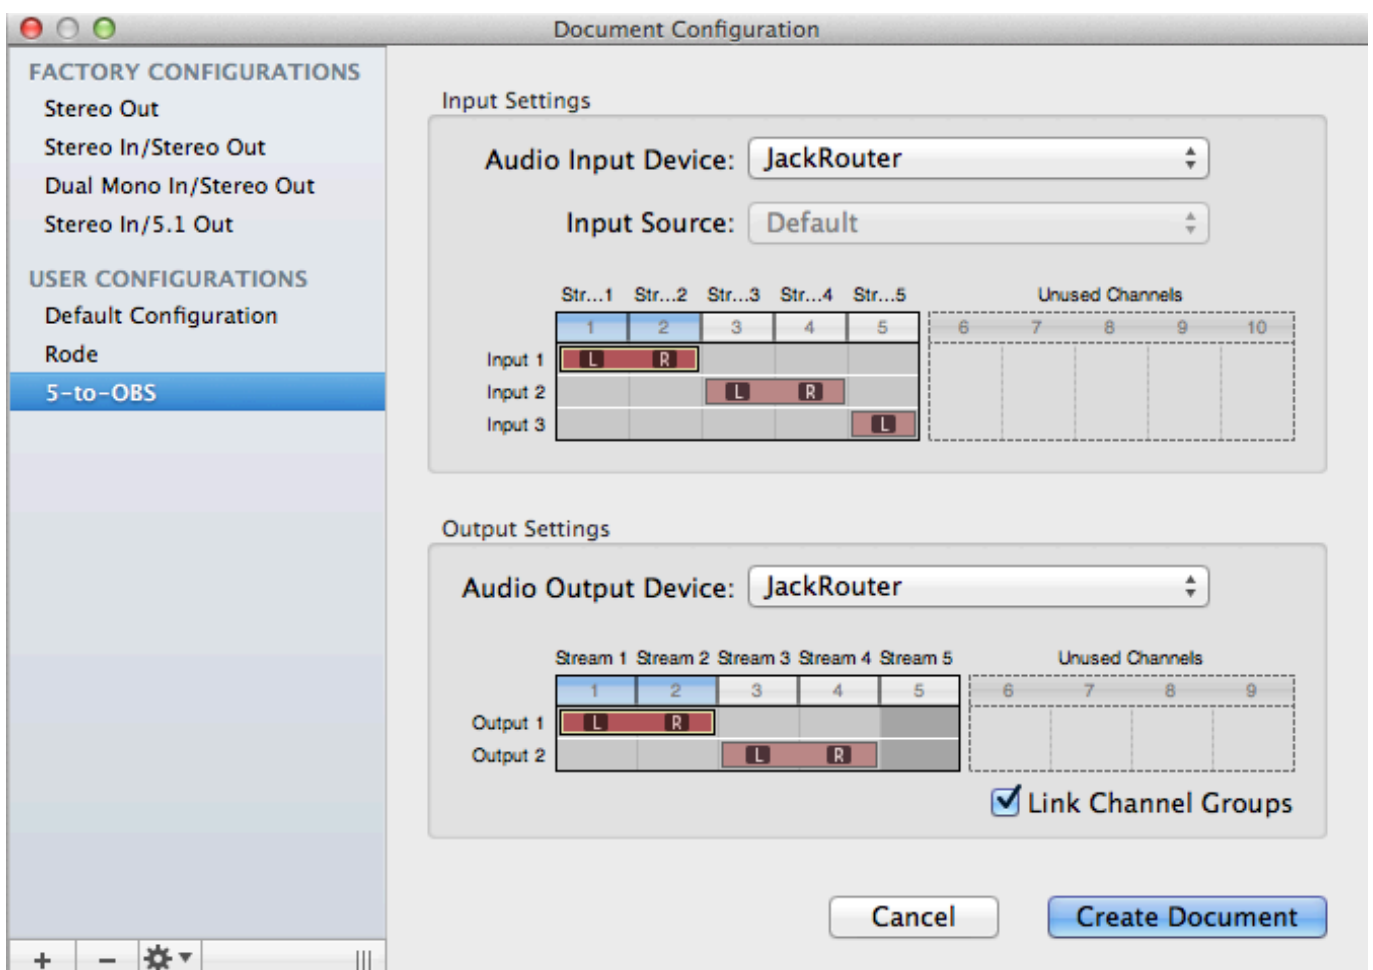 Document Configuration
FACTORY CONFIGURATIONS
Stereo Out
Stereo In/Stereo Out
Dual Mono In/Stereo Out
Stereo In/5.1 Out
USER CONFIGURATIONS
Default Configuration
Rode
5-to-OBS
Input Settings
Audio Input Device: JackRouter
Input Source: Default
Str...1 Str...2 Str...3 Str...4 Str...5 Unused Channels
1 2 3 4 5 6 7 8 9 10
Input 1 L R
Input 2 L R
Input 3 L
Output Settings
Audio Output Device: JackRouter
Stream 1 Stream 2 Stream 3 Stream 4 Stream 5 Unused Channels
1 2 3 4 5 6 7 8 9
Output 1 L R
Output 2 L R
Link Channel Groups
Cancel Create Document